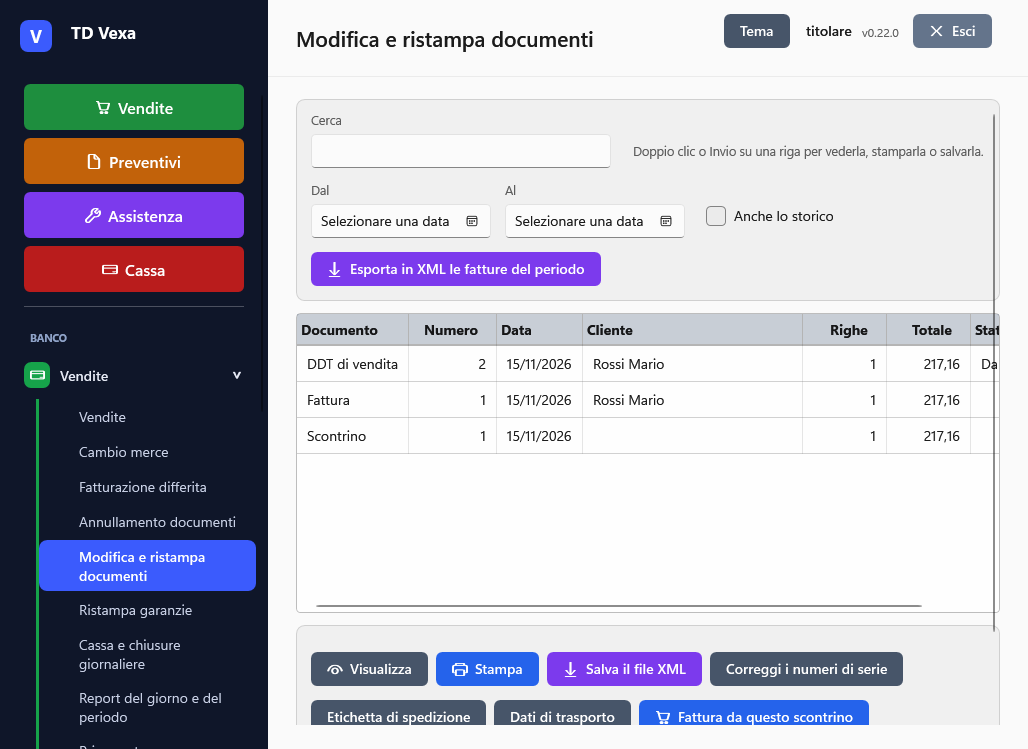 V TD Vexa
Modifica e ristampa documenti
Tema titolare v0.22.0 Esci
Vendite
Preventivi
Assistenza
Cassa
BANCO
Vendite
Vendite
Cambio merce
Fatturazione differita
Annullamento documenti
Modifica e ristampa
documenti
Ristampa garanzie
Cassa e chiusure
giornaliere
Report del giorno e del
periodo
Cerca
Doppio clic o Invio su una riga per vederla, stamparla o salvarla.
Dal Al
Selezionare una data Selezionare una data Anche lo storico
Esporta in XML le fatture del periodo
Documento Numero Data Cliente Righe Totale Stat
DDT di vendita 2 15/11/2026 Rossi Mario 1 217,16 Da
Fattura 1 15/11/2026 Rossi Mario 1 217,16
Scontrino 1 15/11/2026 1 217,16
Visualizza Stampa Salva il file XML Correggi i numeri di serie
Etichetta di spedizione Dati di trasporto Fattura da questo scontrino